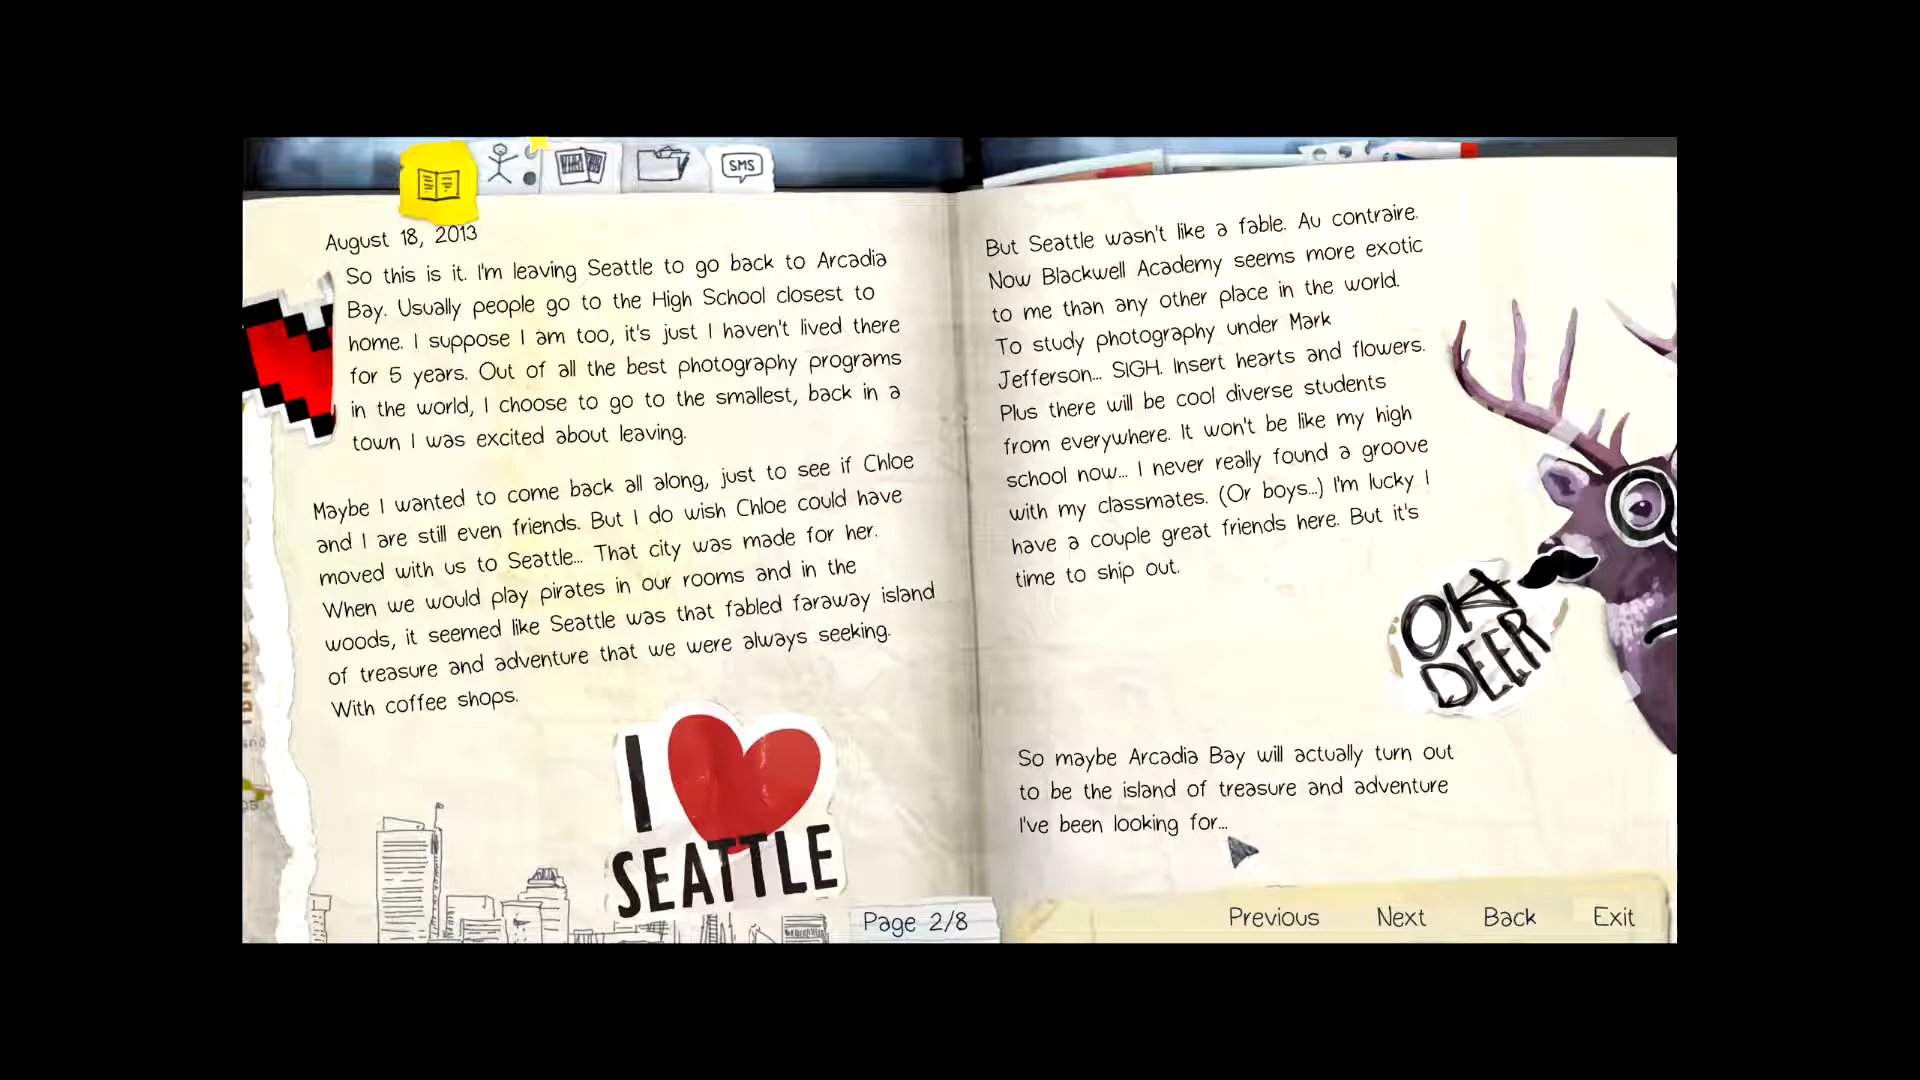 SMS
August 18, 2013
So this is it. I'm leaving Seattle to go back to Arcadia
Bay. Usually people go to the High School closest to
home. I suppose I am too, it's just I haven't lived there
for 5 years. Out of all the best photography programs
in the world, I choose to go to the smallest, back in a
town I was excited about leaving.
Maybe I wanted to come back all along, just to see if Chloe
and I are still even friends. But I do wish Chloe could have
moved with us to Seattle... That city was made for her.
When we would play pirates in our rooms and in the
woods, it seemed like Seattle was that fabled faraway island
of treasure and adventure that we were always seeking.
With coffee shops.
I
SEATTLE
Page 2/8
But Seattle wasn't like a fable. Au contraire.
Now Blackwell Academy seems more exotic
to me than any other place in the world.
To study photography under Mark
Jefferson... SIGH. Insert hearts and flowers.
Plus there will be cool diverse students
from everywhere. It won't be like my high
school now... I never really found a groove
with my classmates. (Or boys...) I'm lucky I
have a couple great friends here. But it's
time to ship out.
OH
DEER
So maybe Arcadia Bay will actually turn out
to be the island of treasure and adventure
I've been looking for...
Previous Next Back Exit